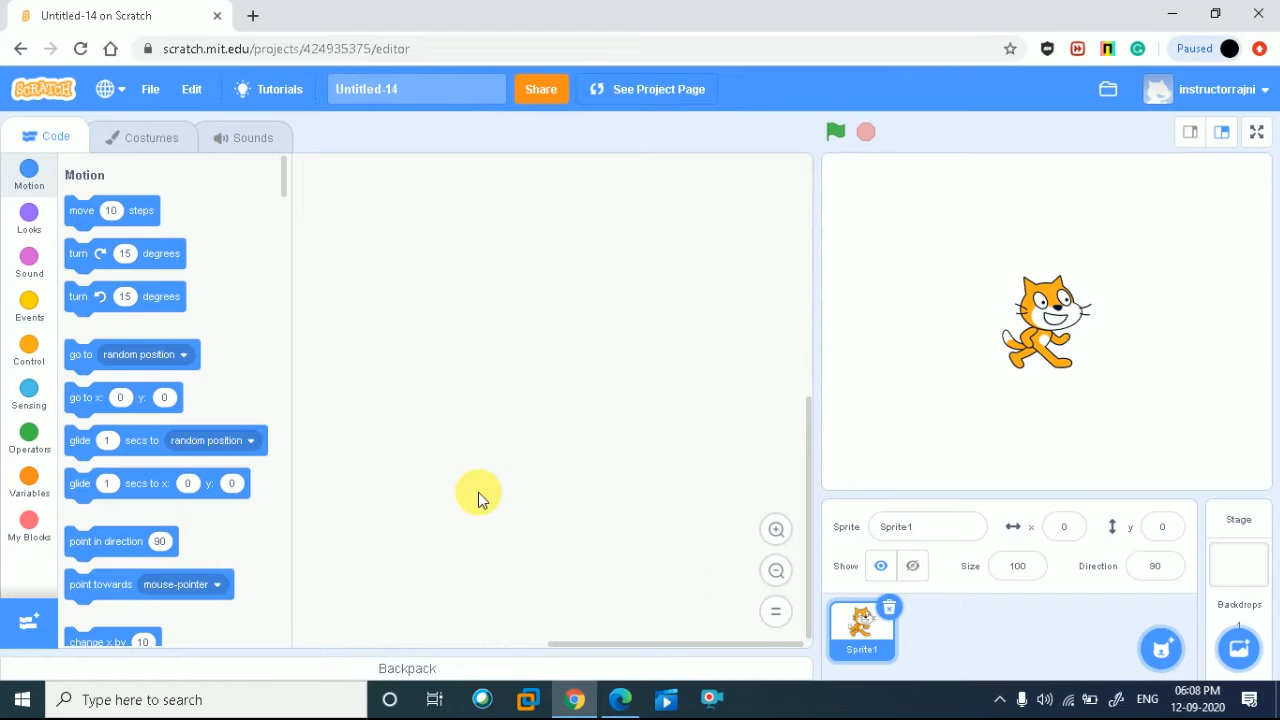 Untitled-14 on Scratch
scratch.mit.edu/projects/424935375/editor
Paused
SCRATCH
File
Edit
Tutorials
Untitled-14
Share
See Project Page
instructorrajni
Code
Costumes
Sounds
Motion
Looks
Sound
Events
Control
Sensing
Operators
Variables
My Blocks
Motion
move 10 steps
turn 15 degrees
turn 15 degrees
go to random position
go to x: 0 y: 0
glide 1 secs to random position
glide 1 secs to x: 0 y: 0
point in direction 90
point towards mouse-pointer
change x by 10
Backpack
Sprite Sprite1 x 0 y 0
Show Size 100 Direction 90
Sprite1
Stage
Backdrops
1
Type here to search
ENG
06:08 PM
12-09-2020